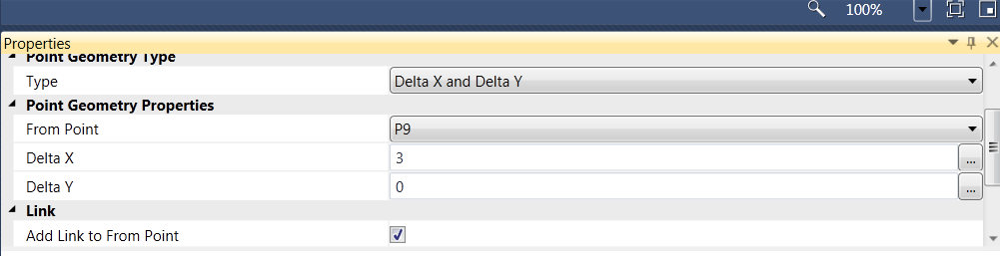 100%
Properties
Point Geometry Type
Type Delta X and Delta Y
Point Geometry Properties
From Point P9
Delta X 3 ...
Delta Y 0 ...
Link
Add Link to From Point